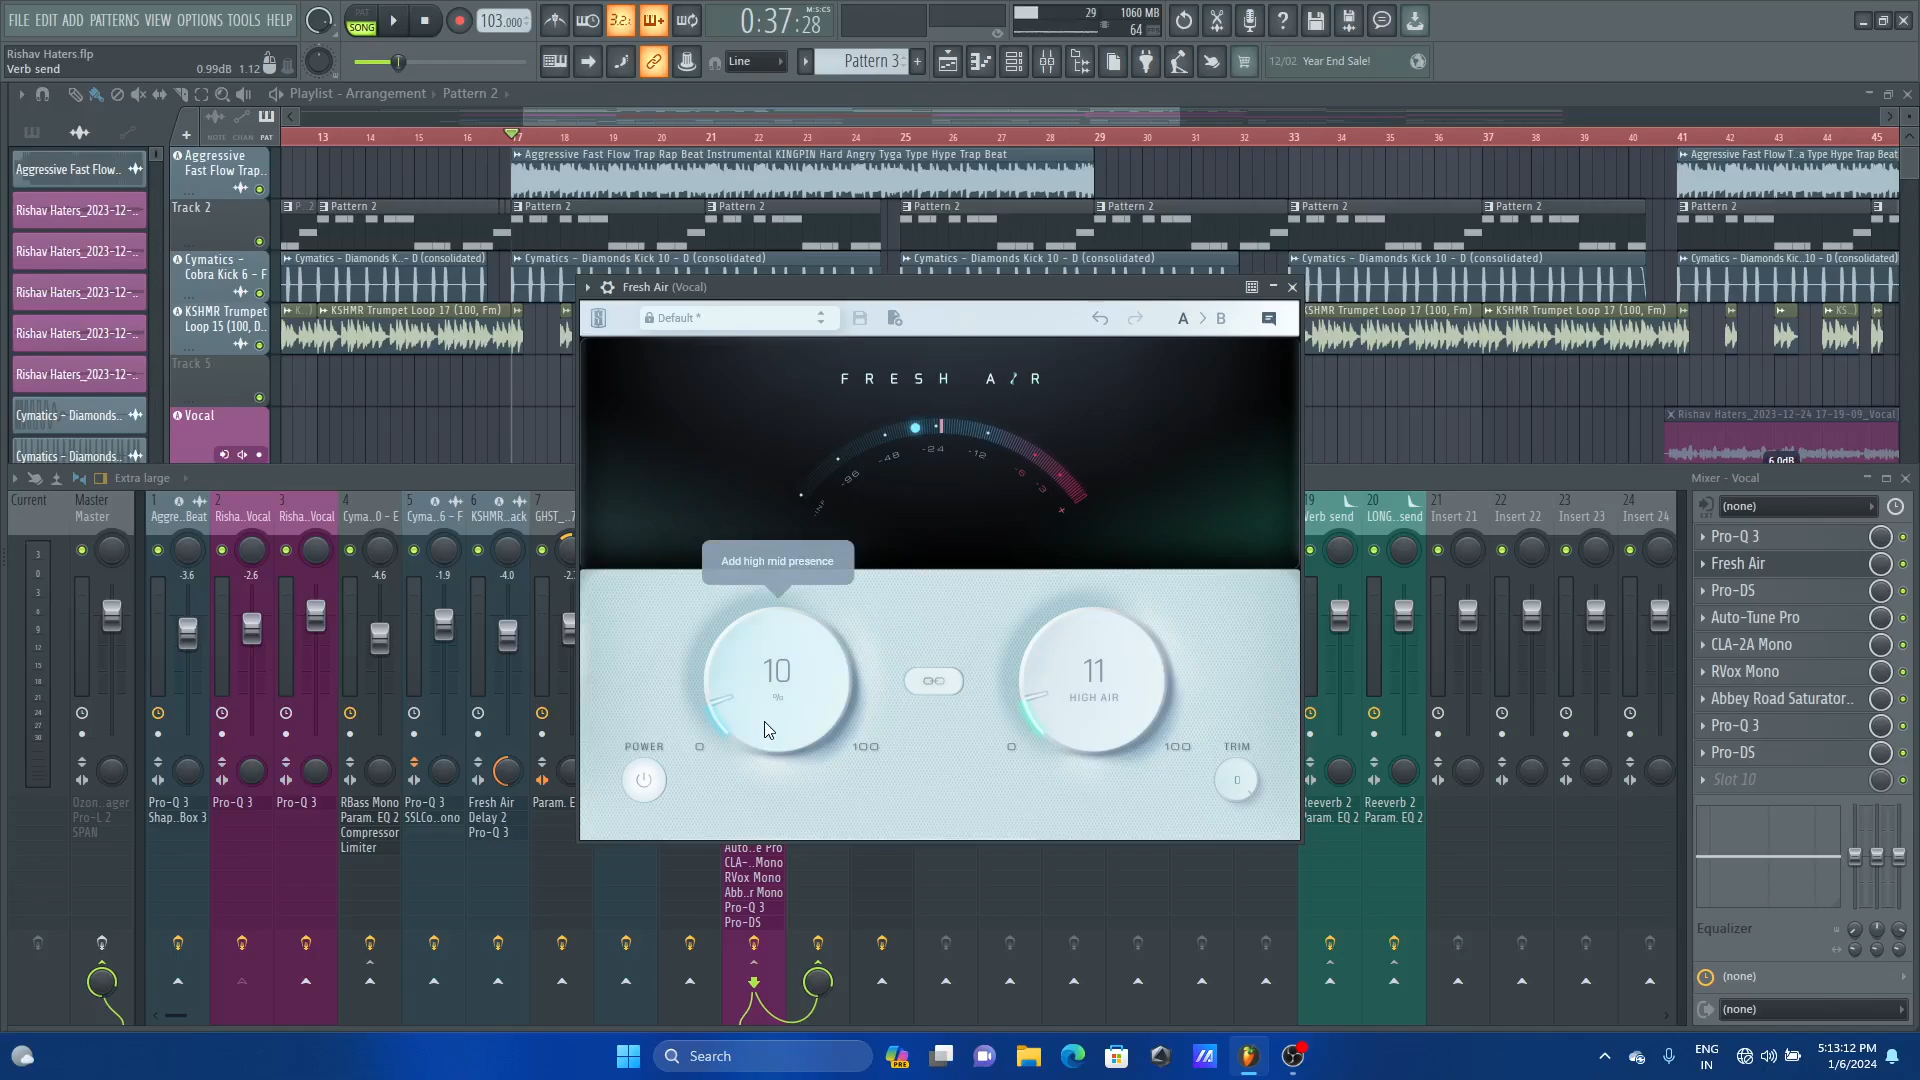 FILE EDIT ADD PATTERNS VIEW OPTIONS TOOLS HELP
PAT
SONG
103.000
3.2:
0:37:28
M:S:CS
29
1060 MB
64
Rishav Haters.flp
Verb send
0.99dB 1.12
Line
Pattern 3
+
12/02 Year End Sale!
Playlist - Arrangement
Pattern 2
NOTE CHAN PAT
13 14 15 16 17 18 19 20 21 22 23 24 25 26 27 28 29 30 31 32 33 34 35 36 37 38 39 40 41 42 43 44 45
Aggressive Fast Flow..
Rishav Haters_2023-12-..
Rishav Haters_2023-12-..
Rishav Haters_2023-12-..
Rishav Haters_2023-12-..
Rishav Haters_2023-12-..
Cymatics - Diamonds..
Cymatics - Diamonds..
Aggressive
Fast Flow Trap..
Aggressive Fast Flow Trap Rap Beat Instrumental KINGPIN Hard Angry Tyga Type Hype Trap Beat
Aggressive Fast Flow T..a Type Hype Trap Beat
Track 2
P..2 Pattern 2 Pattern 2 Pattern 2 Pattern 2 Pattern 2 Pattern 2 Pattern 2 Pattern 2
Cymatics -
Cobra Kick 6 - F
Cymatics - Diamonds K..- D (consolidated)
Cymatics - Diamonds Kick 10 - D (consolidated)
Cymatics - Diamonds Kick 10 - D (consolidated)
Cymatics - Diamonds Kick 10 - D (consolidated)
Cymatics - Diamonds Kic..10 - D (consolidated)
KSHMR Trumpet
Loop 15 (100, D..
K..)
KSHMR Trumpet Loop 17 (100, Fm)
KSHMR Trumpet Loop 17 (100, Fm)
KSHMR Trumpet Loop 17 (100, Fm)
KS..)
Track 5
Vocal
Rishav Haters_2023-12-24 17-19-09_Vocal
6.0dB
Fresh Air (Vocal)
Default *
A > B
FRESH AIR
-INF -96 -48 -24 -12 -6 -3 +
Add high mid presence
10
%
11
HIGH AIR
0 100
0 100
POWER
TRIM
0
Extra large
Mixer - Vocal
Current
Master
Master
1 2 3 4 5 6 7
Aggre..Beat Risha..Vocal Risha..Vocal Cyma..0 - E Cyma..6 - F KSHMR..ack GHST_..7
19 20 21 22 23 24
Verb send LONG..send Insert 21 Insert 22 Insert 23 Insert 24
-3.6 -2.6 -4.6 -1.9 -4.0
3
0
3
6
9
12
15
18
21
24
27
30
Ozon..ager
Pro-L 2
SPAN
Pro-Q 3
Shap..Box 3
Pro-Q 3
Pro-Q 3
RBass Mono
Param. EQ 2
Compressor
Limiter
Pro-Q 3
SSLCo..ono
Fresh Air
Delay 2
Pro-Q 3
Param. E
Auto..e Pro
CLA-..Mono
RVox Mono
Abb..r Mono
Pro-Q 3
Pro-DS
Reeverb 2
Param. EQ 2
Reeverb 2
Param. EQ 2
(none)
Pro-Q 3
Fresh Air
Pro-DS
Auto-Tune Pro
CLA-2A Mono
RVox Mono
Abbey Road Saturator..
Pro-Q 3
Pro-DS
Slot 10
Equalizer
(none)
(none)
Search
PRE
ENG
IN
5:13:12 PM
1/6/2024